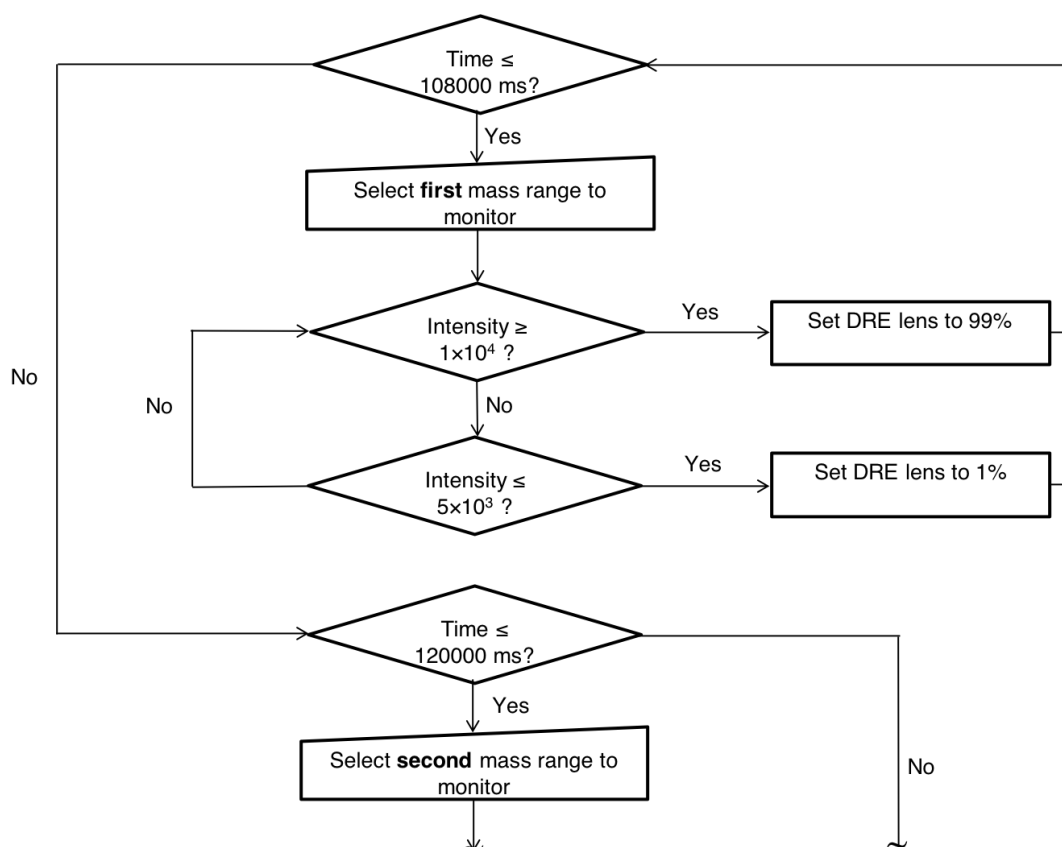 Time ≤
108000 ms?
Yes
Select first mass range to
monitor
Intensity ≥
1×10⁴ ?
Yes
Set DRE lens to 99%
No
No
No
Intensity ≤
5×10³ ?
Yes
Set DRE lens to 1%
Time ≤
120000 ms?
Yes
Select second mass range to
monitor
No